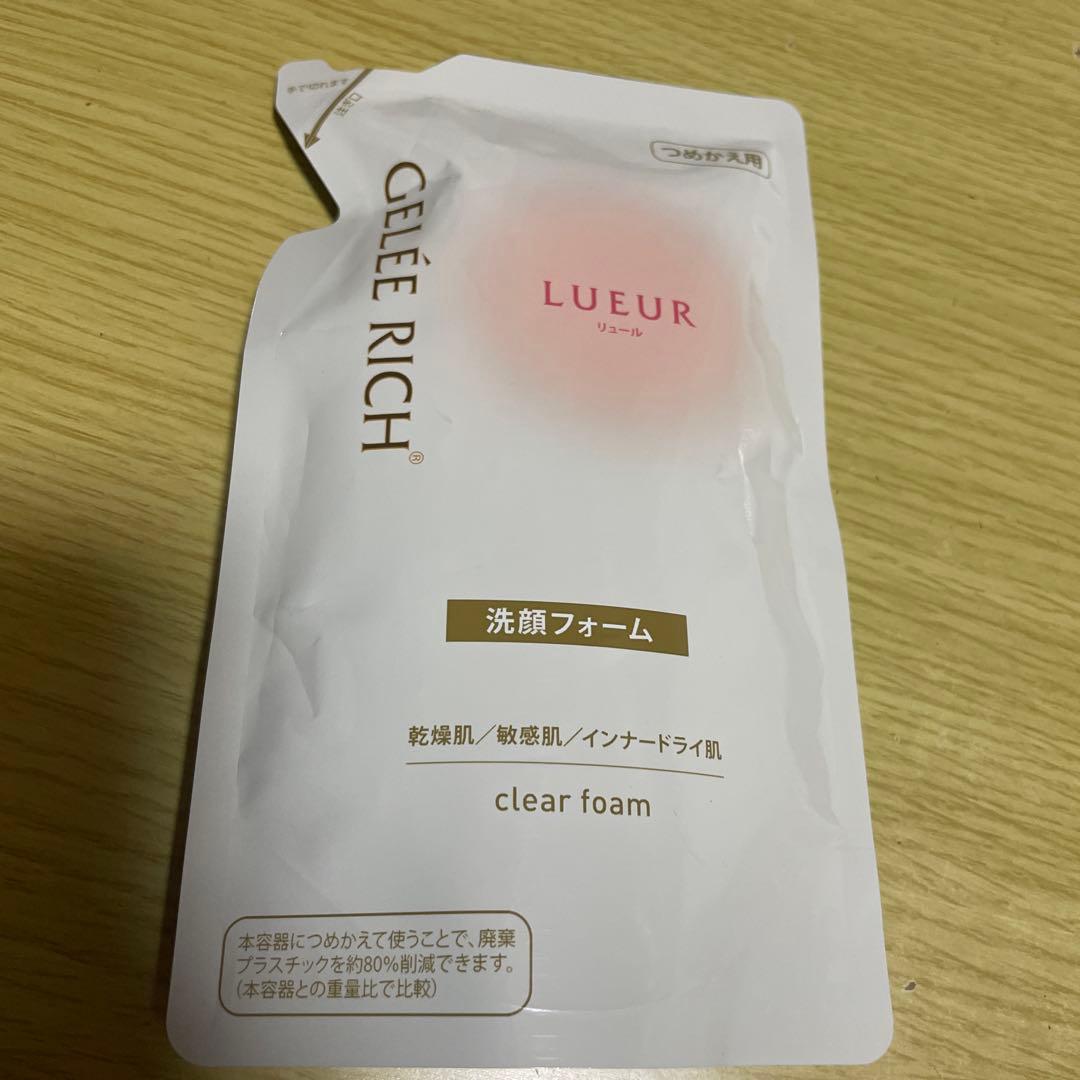 手で切れます
注ぎ口
つめかえ用
GELÉE RICH®
LUEUR
リュール
洗顔フォーム
乾燥肌／敏感肌／インナードライ肌
clear foam
本容器につめかえて使うことで、廃棄
プラスチックを約80%削減できます。
(本容器との重量比で比較)